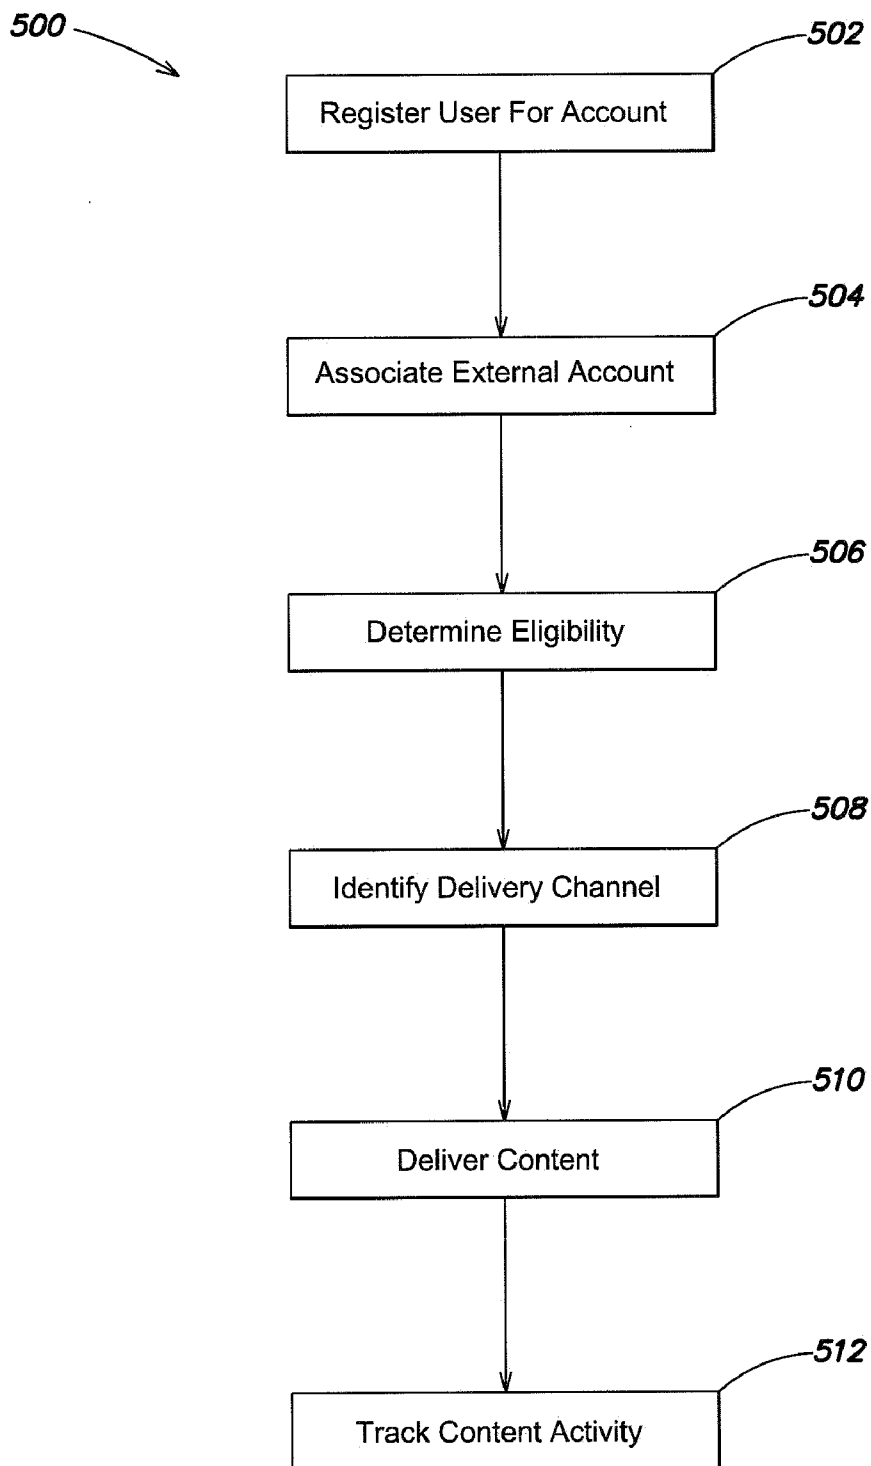 500
502
Register User For Account
504
Associate External Account
506
Determine Eligibility
508
Identify Delivery Channel
510
Deliver Content
512
Track Content Activity